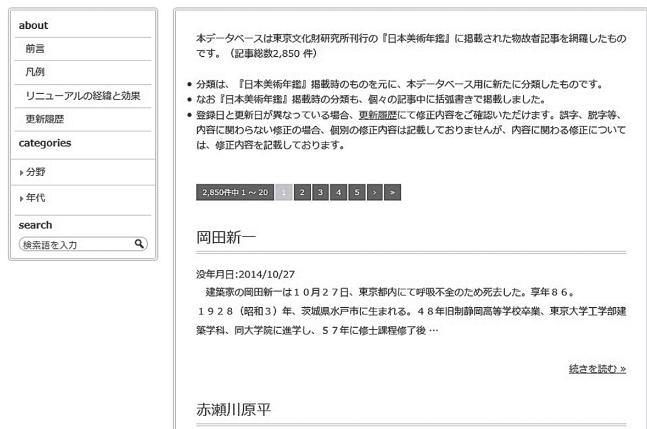 about
前言
凡例
リニューアルの経緯と効果
更新履歴
categories
分野
年代
search
検索語を入力
本データベースは東京文化財研究所刊行の『日本美術年鑑』に掲載された物故者記事を網羅したもの
です。（記事総数2,850 件）
分類は、『日本美術年鑑』掲載時のものを元に、本データベース用に新たに分類したものです。
なお『日本美術年鑑』掲載時の分類も、個々の記事中に括弧書きで掲載しました。
登録日と更新日が異なっている場合、更新履歴にて修正内容をご確認いただけます。誤字、脱字等、
内容に関わらない修正の場合、個別の修正内容は記載しておりませんが、内容に関わる修正について
は、修正内容を記載しております。
2,850件中 1 ～ 20 1 2 3 4 5 › »
岡田新一
没年月日:2014/10/27
建築家の岡田新一は１０月２７日、東京都内にて呼吸不全のため死去した。享年８６。
１９２８（昭和３）年、茨城県水戸市に生まれる。４８年旧制静岡高等学校卒業、東京大学工学部建
築学科、同大学院に進学し、５７年に修士課程修了後 …
続きを読む »
赤瀬川原平